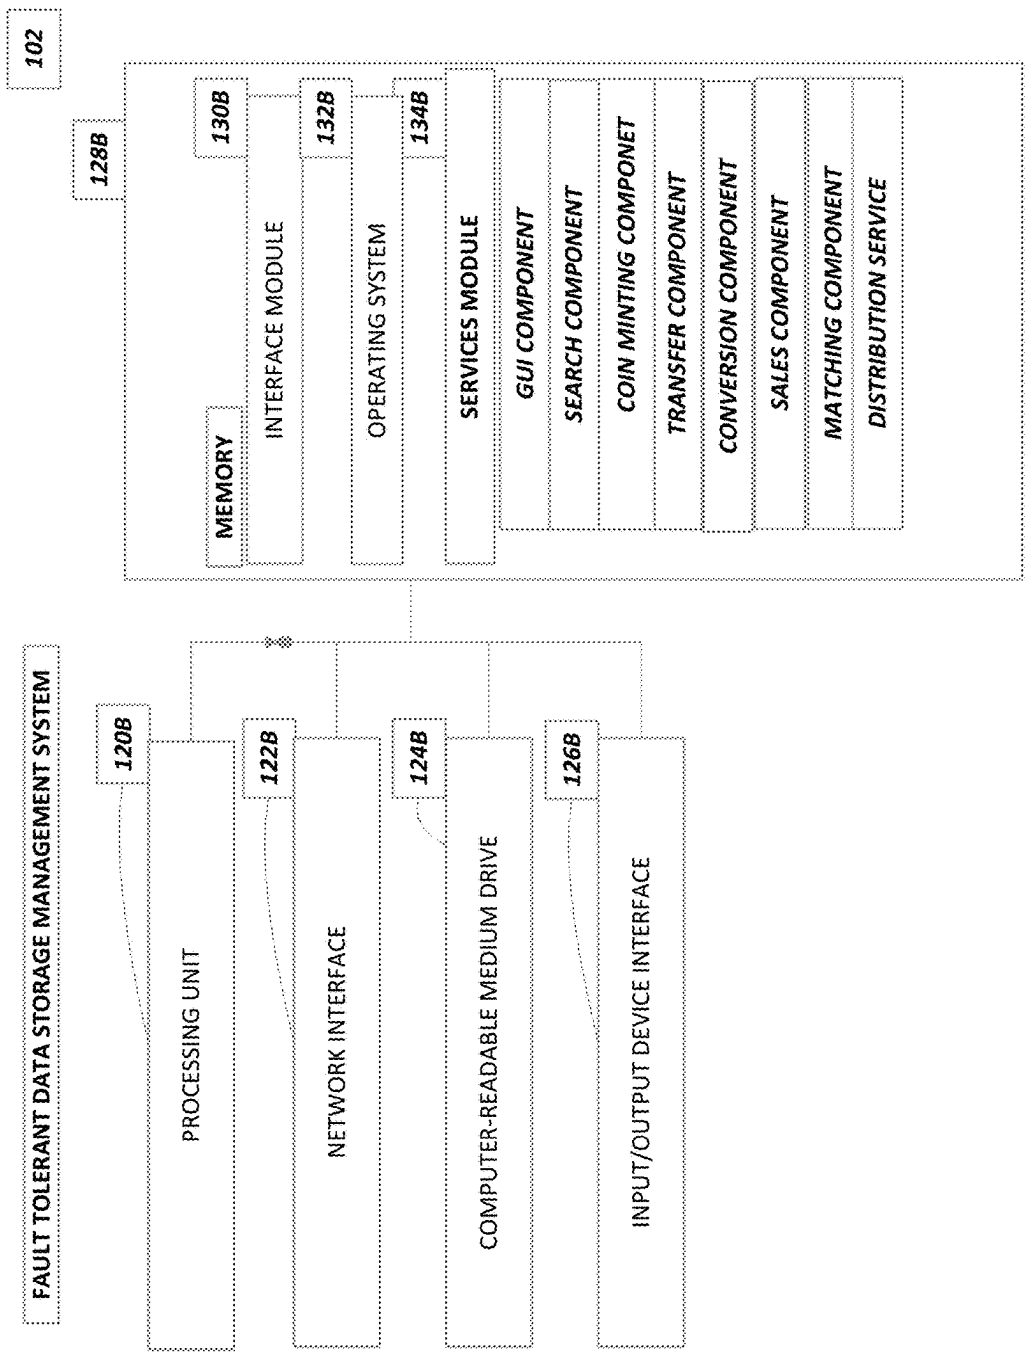 102
FAULT TOLERANT DATA STORAGE MANAGEMENT SYSTEM
120B
PROCESSING UNIT
122B
NETWORK INTERFACE
124B
COMPUTER-READABLE MEDIUM DRIVE
126B
INPUT/OUTPUT DEVICE INTERFACE
128B
MEMORY
130B
INTERFACE MODULE
132B
OPERATING SYSTEM
134B
SERVICES MODULE
GUI COMPONENT
SEARCH COMPONENT
COIN MINTING COMPONET
TRANSFER COMPONENT
CONVERSION COMPONENT
SALES COMPONENT
MATCHING COMPONENT
DISTRIBUTION SERVICE